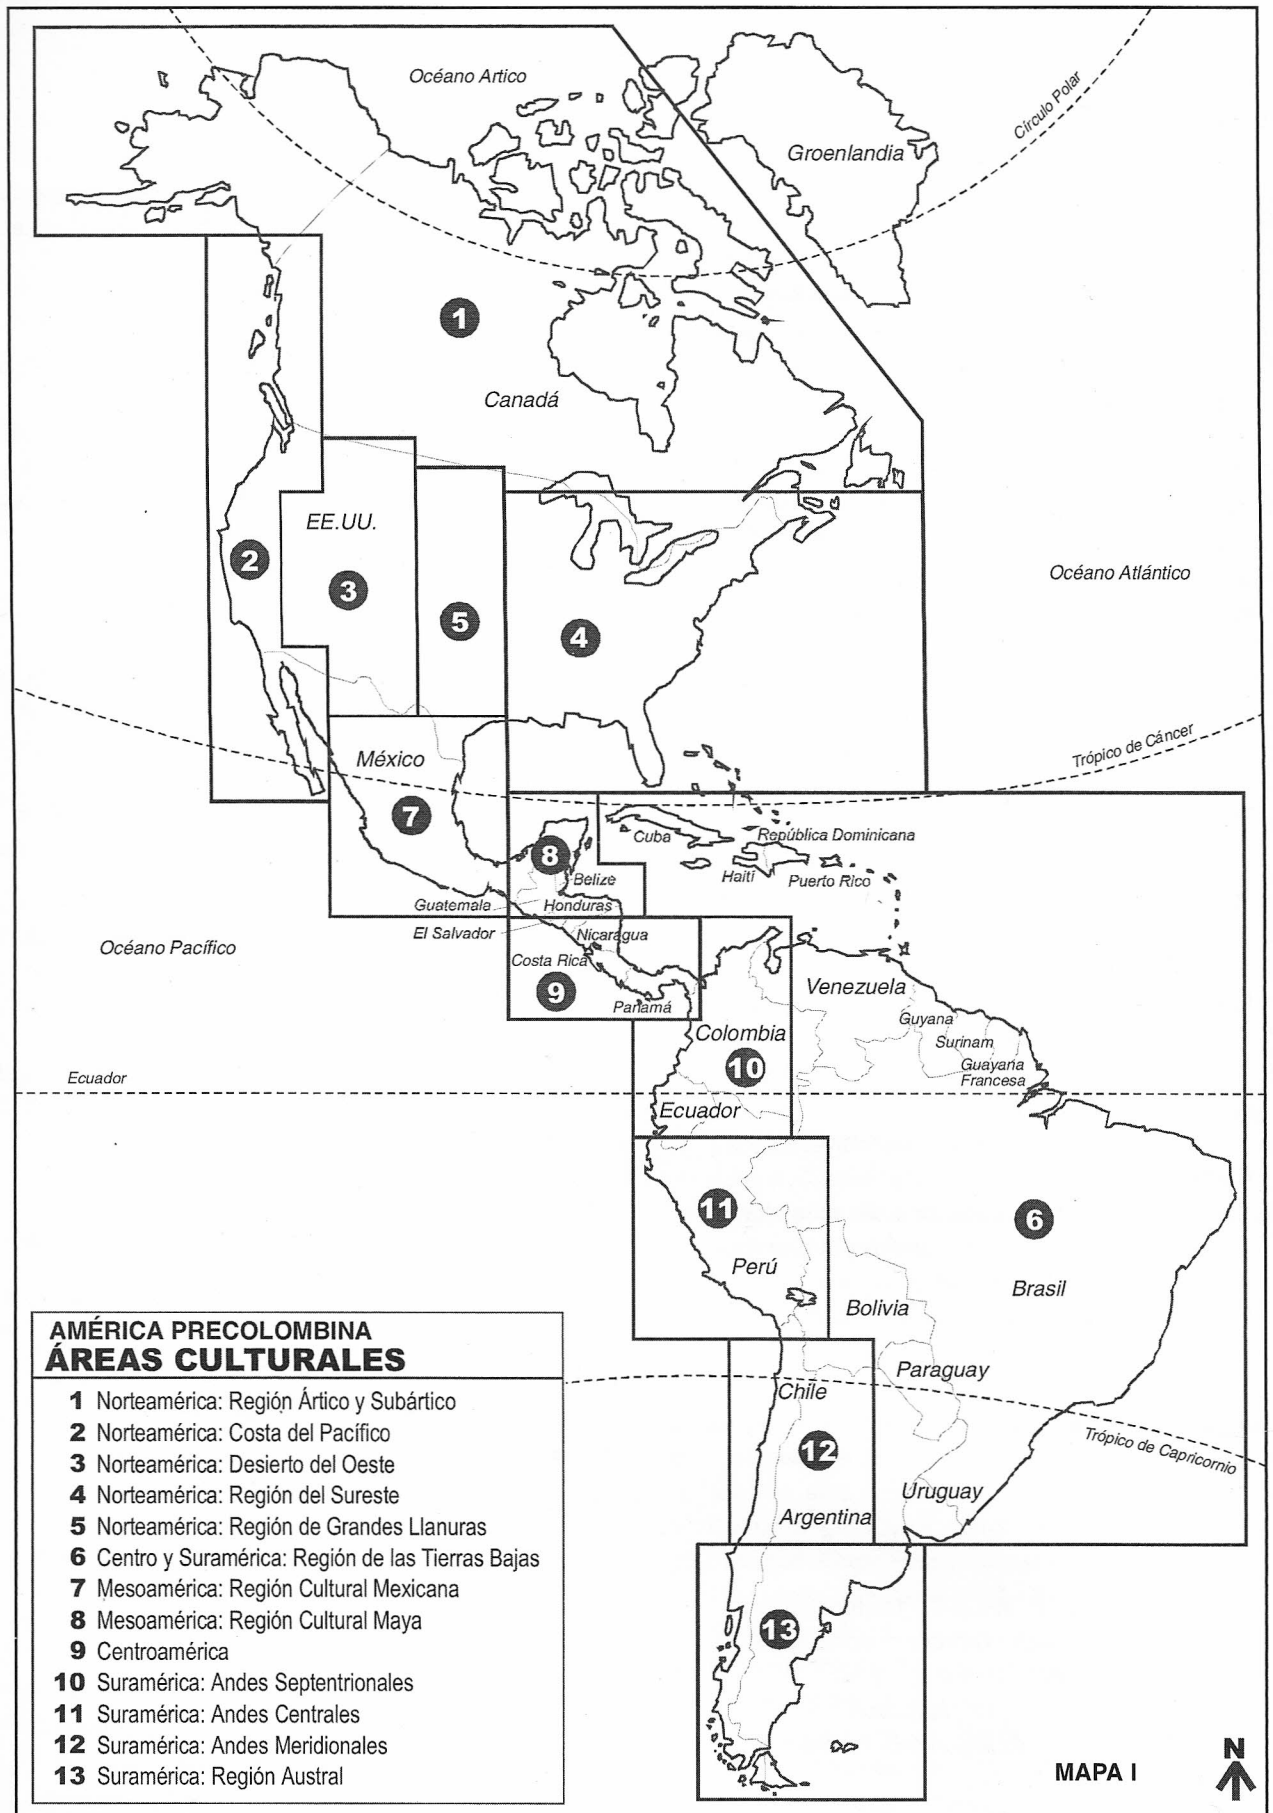 Océano Artico
Círculo Polar
Groenlandia
1
Canadá
EE.UU.
2
3
5
4
Océano Atlántico
Trópico de Cáncer
México
7
8
Cuba
República Dominicana
Haití
Puerto Rico
Belize
Guatemala
Honduras
El Salvador
Nicaragua
Océano Pacífico
Costa Rica
9
Panamá
Venezuela
Guyana
Surinam
Guayana
Francesa
Colombia
10
Ecuador
Ecuador
11
6
Perú
Brasil
Bolivia
Paraguay
Chile
Trópico de Capricornio
12
Uruguay
Argentina
13
AMÉRICA PRECOLOMBINA
ÁREAS CULTURALES
1 Norteamérica: Región Ártico y Subártico
2 Norteamérica: Costa del Pacífico
3 Norteamérica: Desierto del Oeste
4 Norteamérica: Región del Sureste
5 Norteamérica: Región de Grandes Llanuras
6 Centro y Suramérica: Región de las Tierras Bajas
7 Mesoamérica: Región Cultural Mexicana
8 Mesoamérica: Región Cultural Maya
9 Centroamérica
10 Suramérica: Andes Septentrionales
11 Suramérica: Andes Centrales
12 Suramérica: Andes Meridionales
13 Suramérica: Región Austral
MAPA I
N